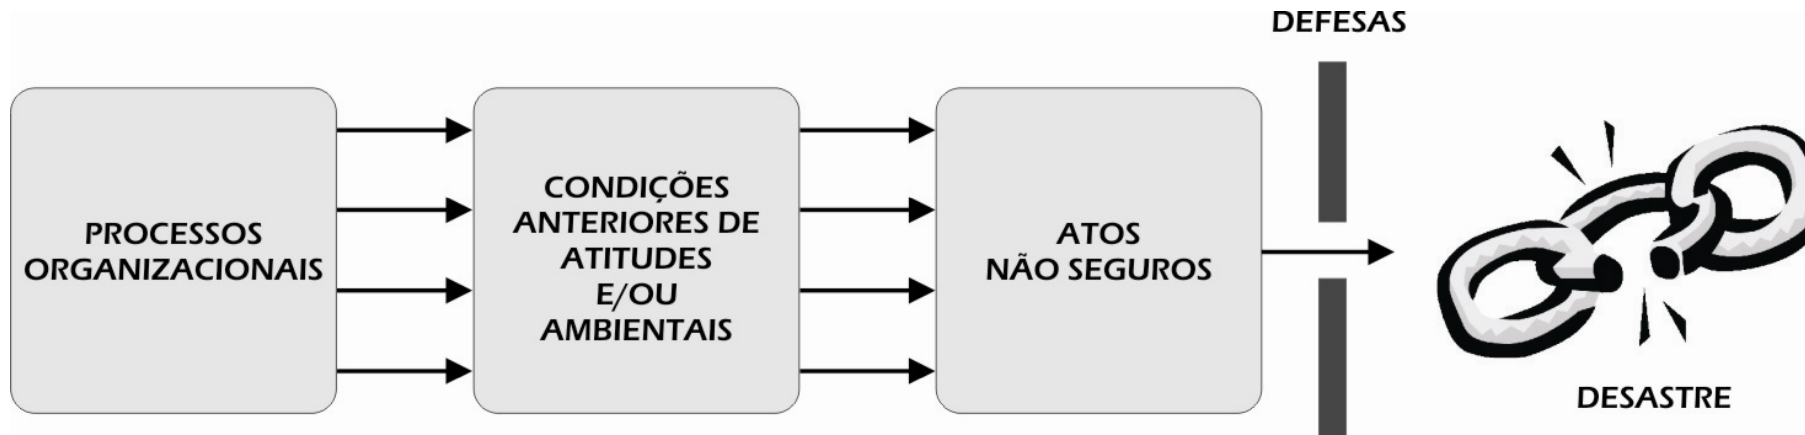 DEFESAS
PROCESSOS
ORGANIZACIONAIS
CONDIÇÕES
ANTERIORES DE
ATITUDES
E/OU
AMBIENTAIS
ATOS
NÃO SEGUROS
DESASTRE